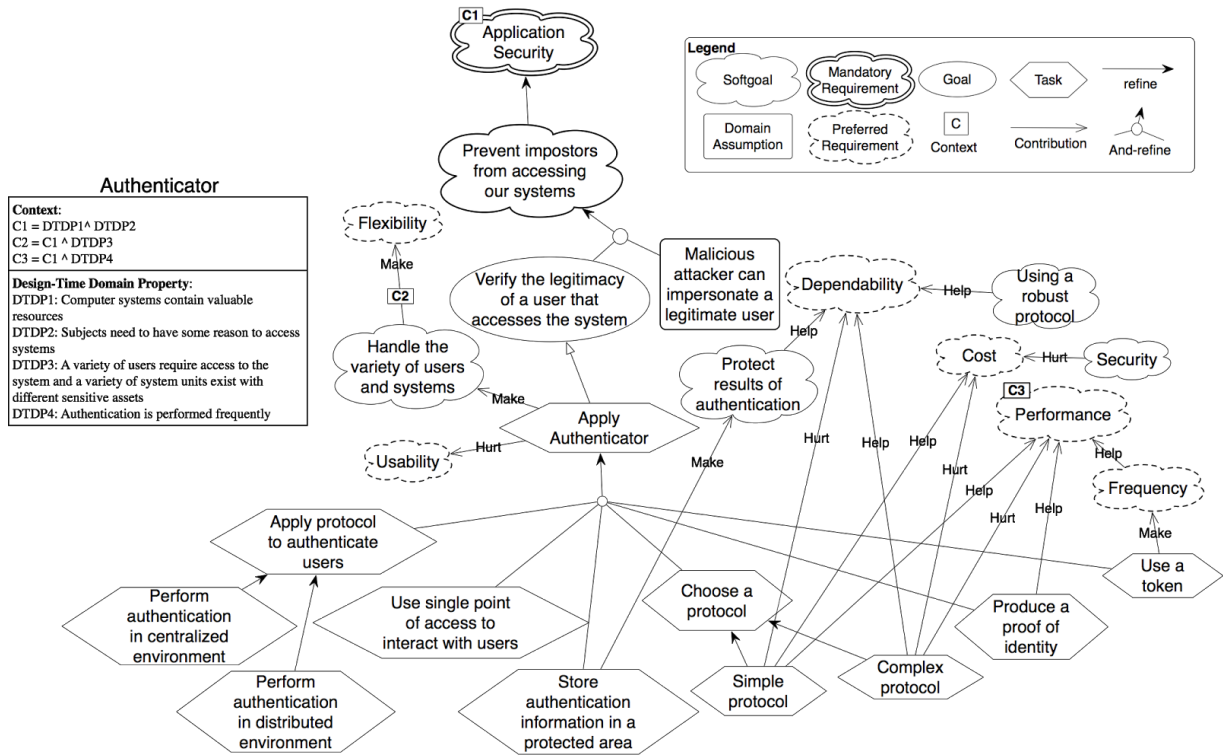 C1
Application
Security
Legend
Softgoal
Mandatory
Requirement
Goal
Task
refine
Domain
Assumption
Preferred
Requirement
C
Context
Contribution
And-refine
Prevent impostors
from accessing
our systems
Authenticator
Context:
C1 = DTDP1^ DTDP2
C2 = C1 ^ DTDP3
C3 = C1 ^ DTDP4
Design-Time Domain Property:
DTDP1: Computer systems contain valuable
resources
DTDP2: Subjects need to have some reason to access
systems
DTDP3: A variety of users require access to the
system and a variety of system units exist with
different sensitive assets
DTDP4: Authentication is performed frequently
Flexibility
Make
C2
Verify the legitimacy
of a user that
accesses the system
Malicious
attacker can
impersonate a
legitimate user
Dependability
Help
Using a
robust
protocol
Handle the
variety of users
and systems
Help
Protect
results of
authentication
Cost
Hurt
Security
C3
Performance
Make
Apply
Authenticator
Usability
Hurt
Make
Hurt
Help
Help
Hurt
Help
Help
Hurt
Help
Frequency
Make
Apply protocol
to authenticate
users
Use a
token
Perform
authentication
in centralized
environment
Use single point
of access to
interact with users
Choose a
protocol
Produce a
proof of
identity
Perform
authentication
in distributed
environment
Store
authentication
information in a
protected area
Simple
protocol
Complex
protocol